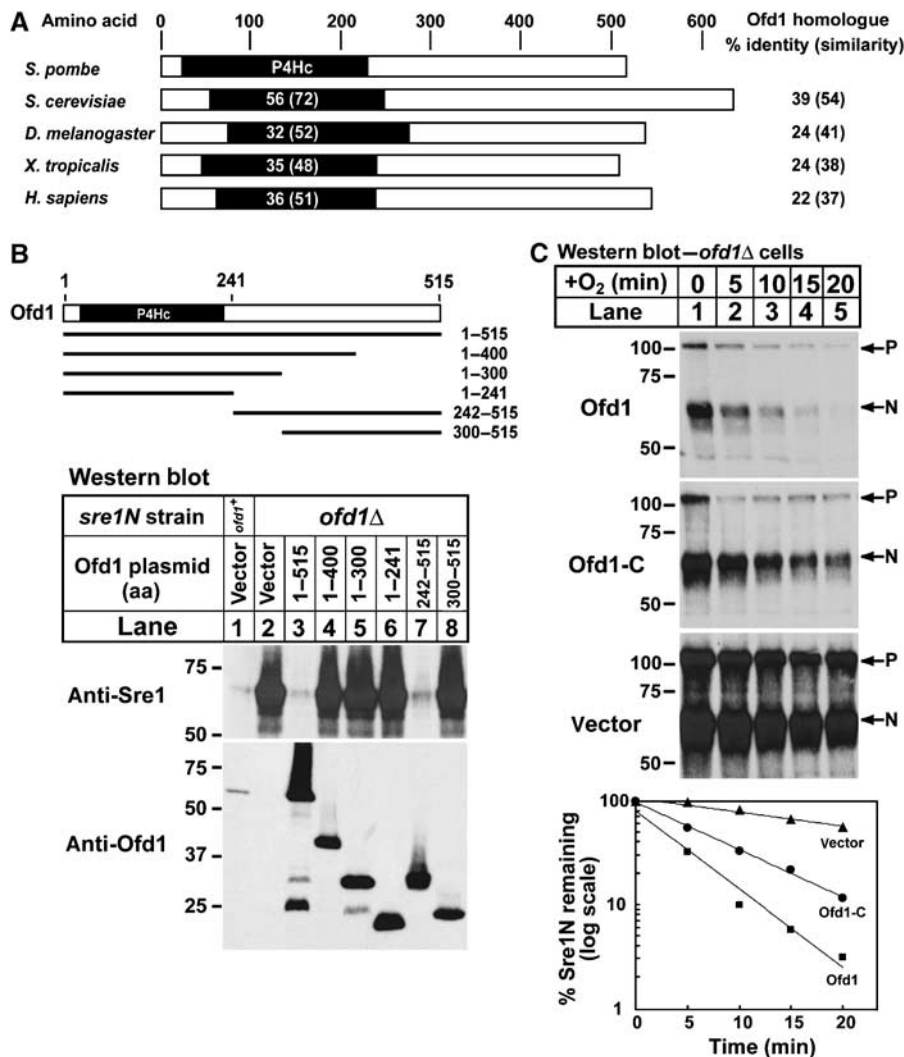 A
Amino acid
0 100 200 300 400 500 600
Ofd1 homologue
% identity (similarity)
S. pombe P4Hc
S. cerevisiae 56 (72) 39 (54)
D. melanogaster 32 (52) 24 (41)
X. tropicalis 35 (48) 24 (38)
H. sapiens 36 (51) 22 (37)
B
1 241 515
Ofd1 P4Hc
1–515
1–400
1–300
1–241
242–515
300–515
Western blot
sre1N strain ofd1+ ofd1Δ
Ofd1 plasmid (aa) Vector Vector 1–515 1–400 1–300 1–241 242–515 300–515
Lane 1 2 3 4 5 6 7 8
75
Anti-Sre1
50
75
50
Anti-Ofd1
37
25
C Western blot–ofd1Δ cells
+O2 (min) 0 5 10 15 20
Lane 1 2 3 4 5
100 P
75
Ofd1 N
50
100 P
75
Ofd1-C N
50
100 P
75
Vector N
50
% Sre1N remaining
(log scale)
100
10
1
Vector
Ofd1-C
Ofd1
0 5 10 15 20
Time (min)